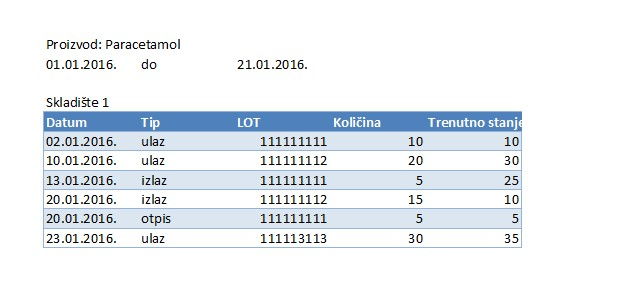 Proizvod: Paracetamol
01.01.2016. do 21.01.2016.
Skladište 1
Datum Tip LOT Količina Trenutno stanje
02.01.2016. ulaz 111111111 10 10
10.01.2016. ulaz 111111112 20 30
13.01.2016. izlaz 111111111 5 25
20.01.2016. izlaz 111111112 15 10
20.01.2016. otpis 111111111 5 5
23.01.2016. ulaz 111113113 30 35